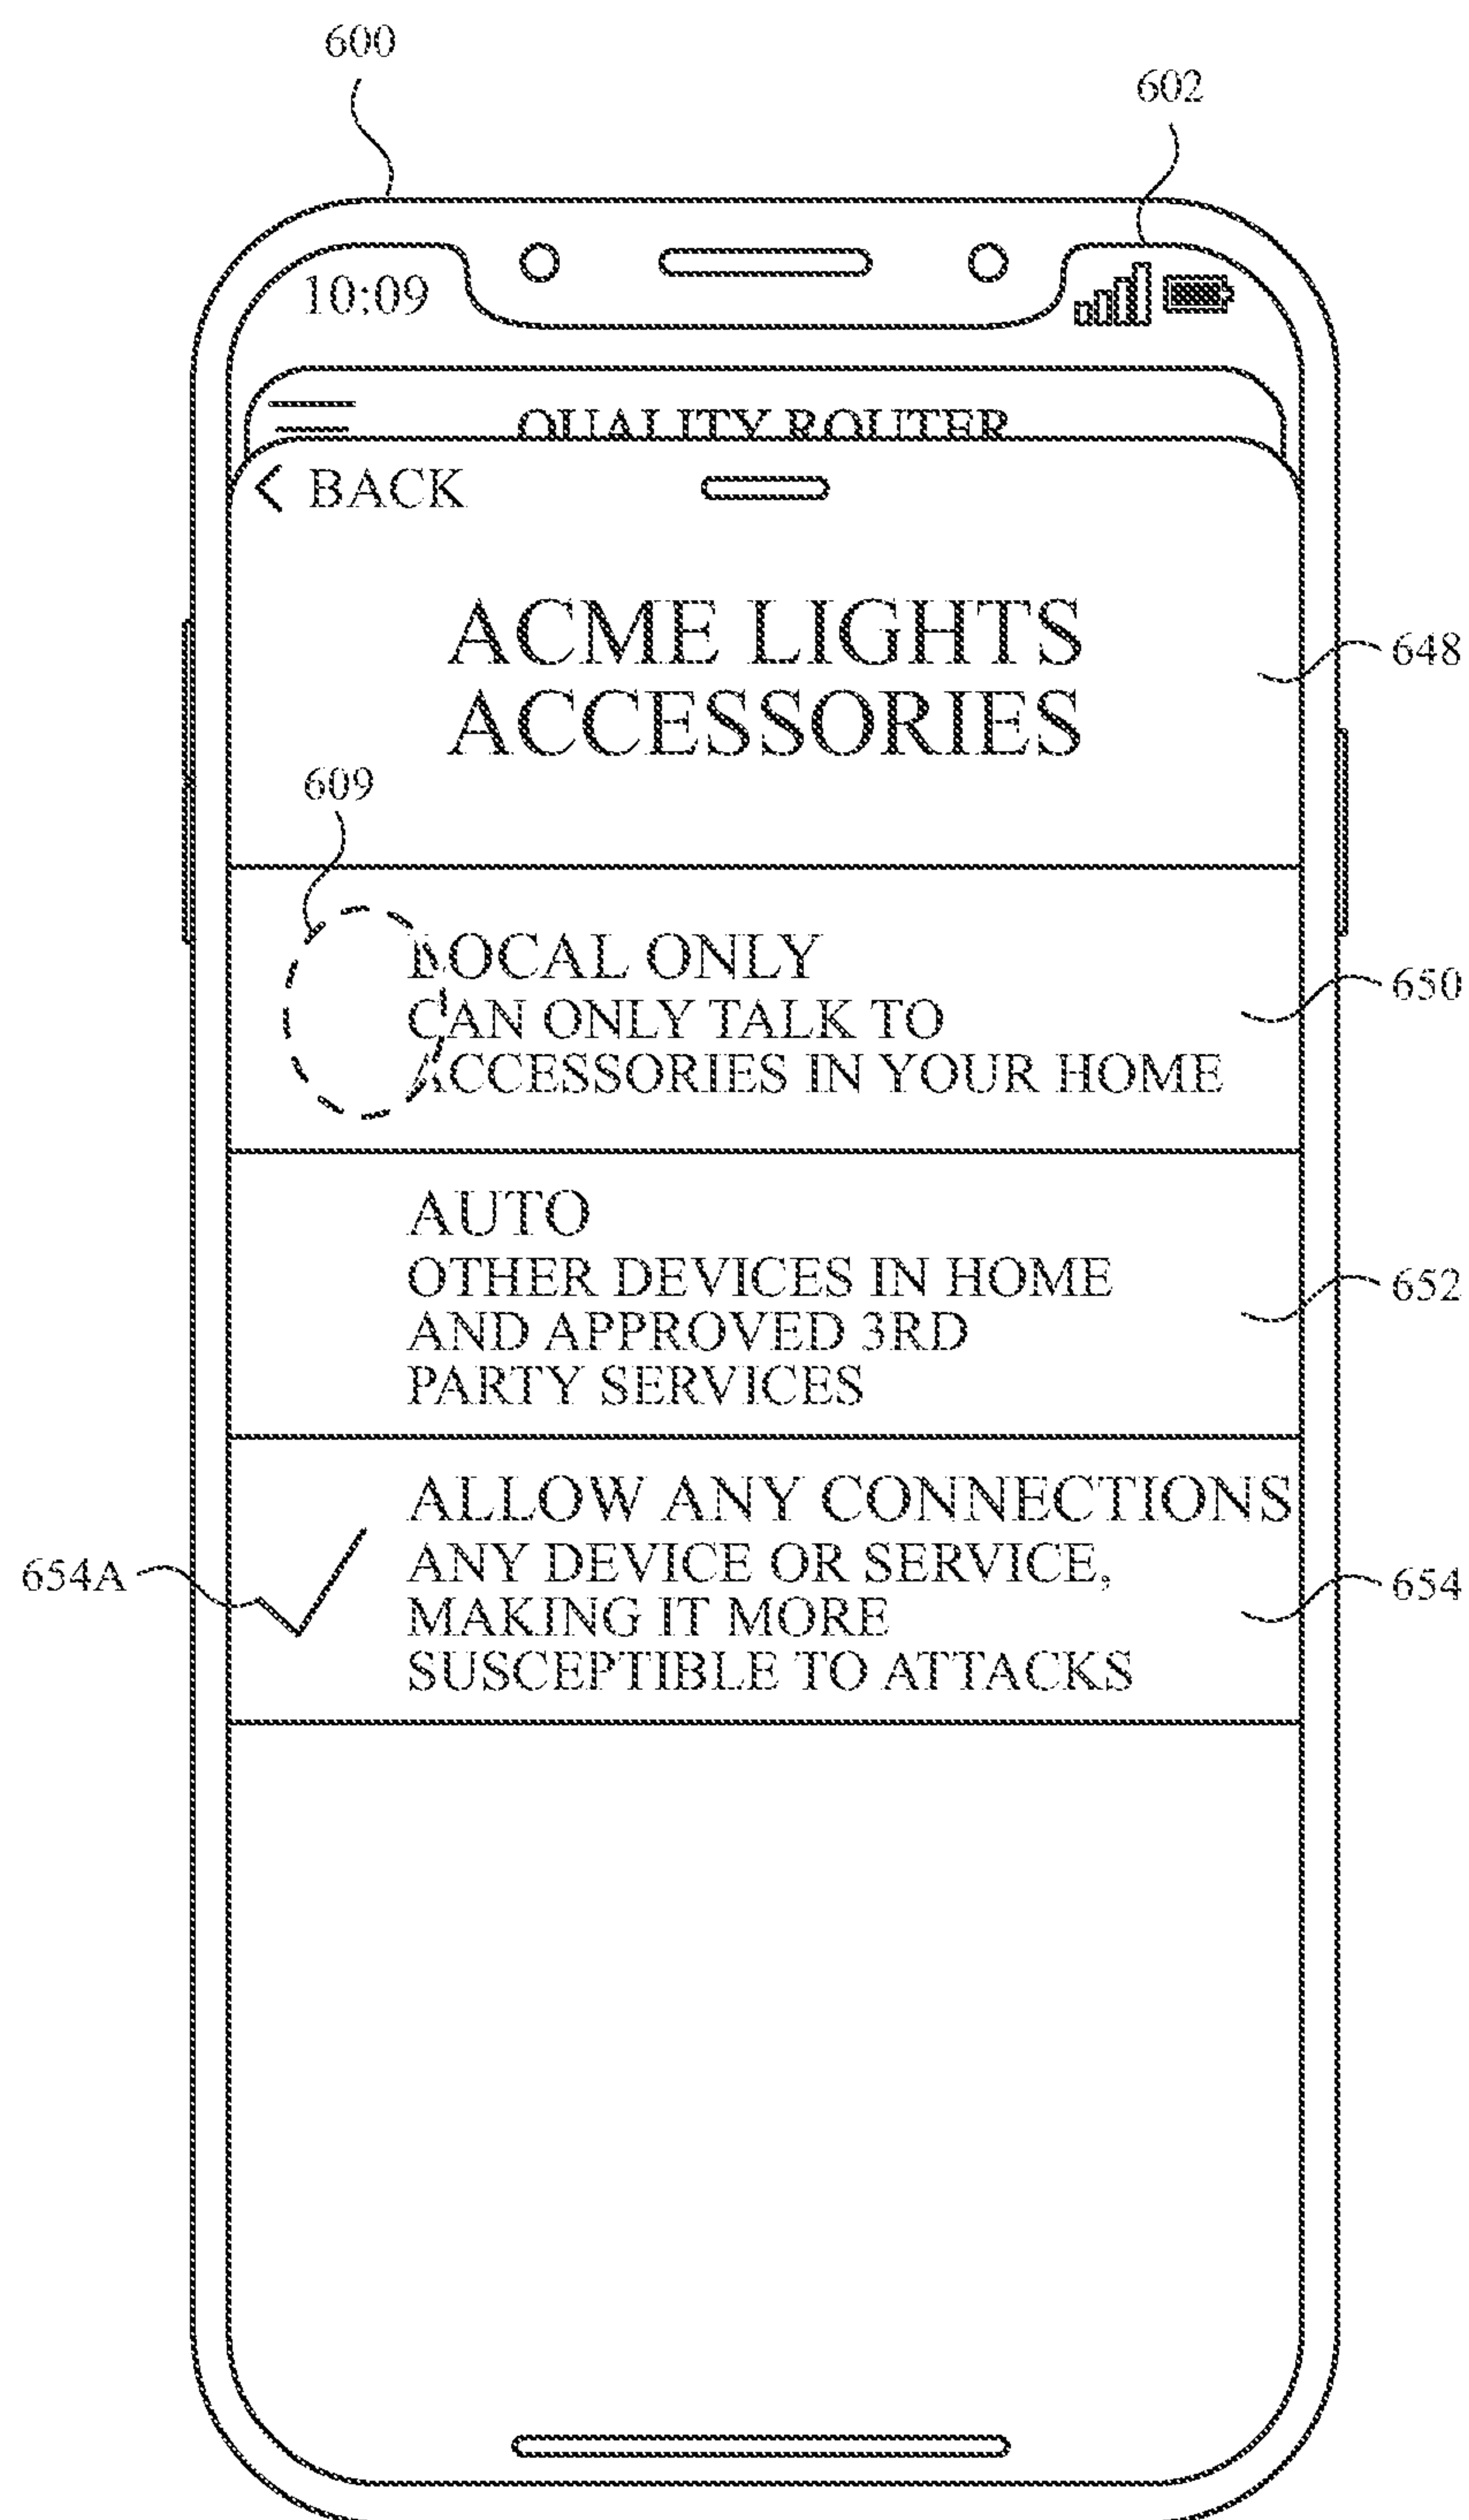 600
602
10:09
QUALITY ROUTER
BACK
ACME LIGHTS
ACCESSORIES
648
609
LOCAL ONLY
CAN ONLY TALK TO
ACCESSORIES IN YOUR HOME
650
AUTO
OTHER DEVICES IN HOME
AND APPROVED 3RD
PARTY SERVICES
652
ALLOW ANY CONNECTIONS
ANY DEVICE OR SERVICE,
MAKING IT MORE
SUSCEPTIBLE TO ATTACKS
654A
654